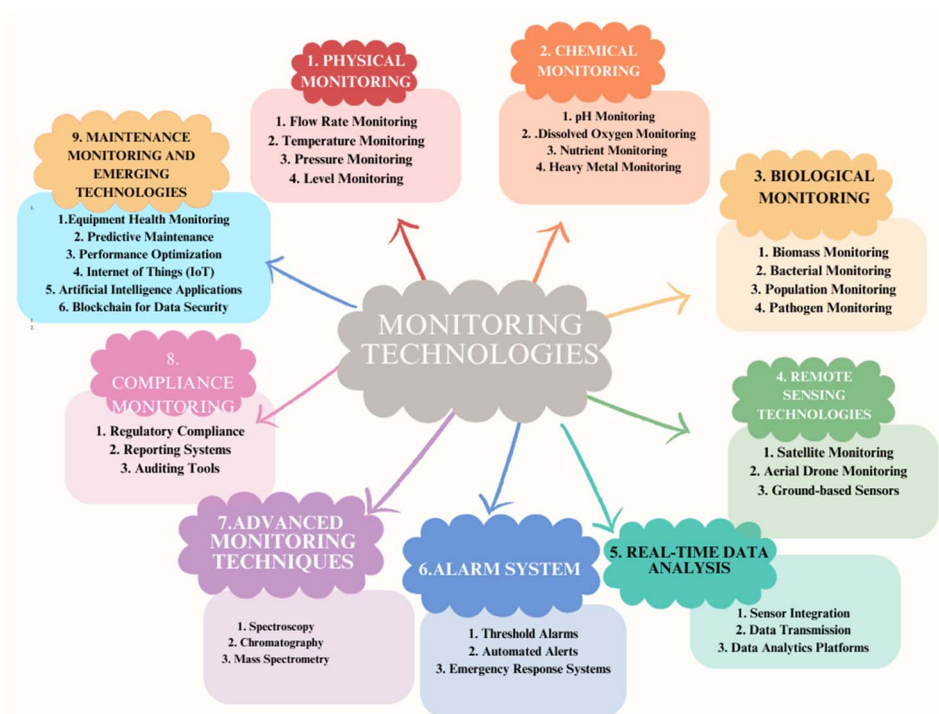 MONITORING
TECHNOLOGIES
1. PHYSICAL
MONITORING
1. Flow Rate Monitoring
2. Temperature Monitoring
3. Pressure Monitoring
4. Level Monitoring
2. CHEMICAL
MONITORING
1. pH Monitoring
2. .Dissolved Oxygen Monitoring
3. Nutrient Monitoring
4. Heavy Metal Monitoring
3. BIOLOGICAL
MONITORING
1. Biomass Monitoring
2. Bacterial Monitoring
3. Population Monitoring
4. Pathogen Monitoring
4. REMOTE
SENSING
TECHNOLOGIES
1. Satellite Monitoring
2. Aerial Drone Monitoring
3. Ground-based Sensors
5. REAL-TIME DATA
ANALYSIS
1. Sensor Integration
2. Data Transmission
3. Data Analytics Platforms
6.ALARM SYSTEM
1. Threshold Alarms
2. Automated Alerts
3. Emergency Response Systems
7.ADVANCED
MONITORING
TECHNIQUES
1. Spectroscopy
2. Chromatography
3. Mass Spectrometry
8.
COMPLIANCE
MONITORING
1. Regulatory Compliance
2. Reporting Systems
3. Auditing Tools
9. MAINTENANCE
MONITORING AND
EMERGING
TECHNOLOGIES
1.Equipment Health Monitoring
2. Predictive Maintenance
3. Performance Optimization
4. Internet of Things (IoT)
5. Artificial Intelligence Applications
6. Blockchain for Data Security